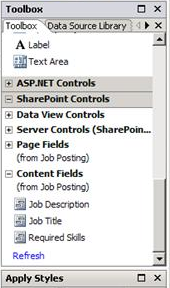 Toolbox
Toolbox Data Source Library
A Label
Text Area
ASP.NET Controls
SharePoint Controls
Data View Controls
Server Controls (SharePoin...
Page Fields
(from Job Posting)
Content Fields
(from Job Posting)
Job Description
Job Title
Required Skills
Refresh
Apply Styles